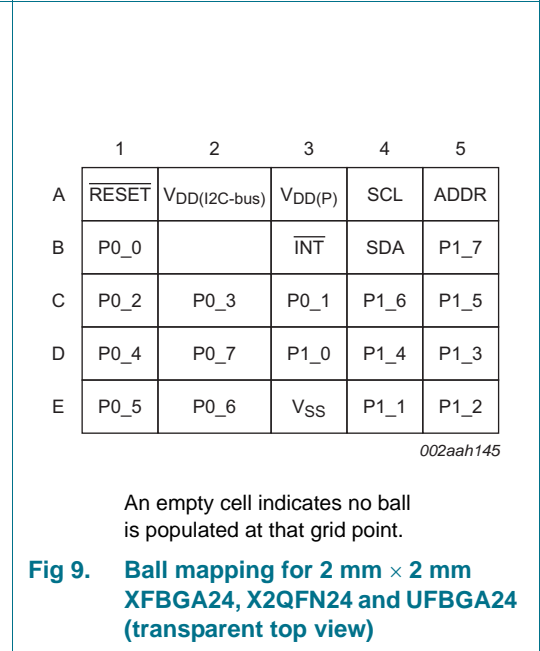 1 2 3 4 5
A RESET VDD(I2C-bus) VDD(P) SCL ADDR
B P0_0 INT SDA P1_7
C P0_2 P0_3 P0_1 P1_6 P1_5
D P0_4 P0_7 P1_0 P1_4 P1_3
E P0_5 P0_6 VSS P1_1 P1_2
002aah145
An empty cell indicates no ball
is populated at that grid point.
Fig 9. Ball mapping for 2 mm × 2 mm
XFBGA24, X2QFN24 and UFBGA24
(transparent top view)